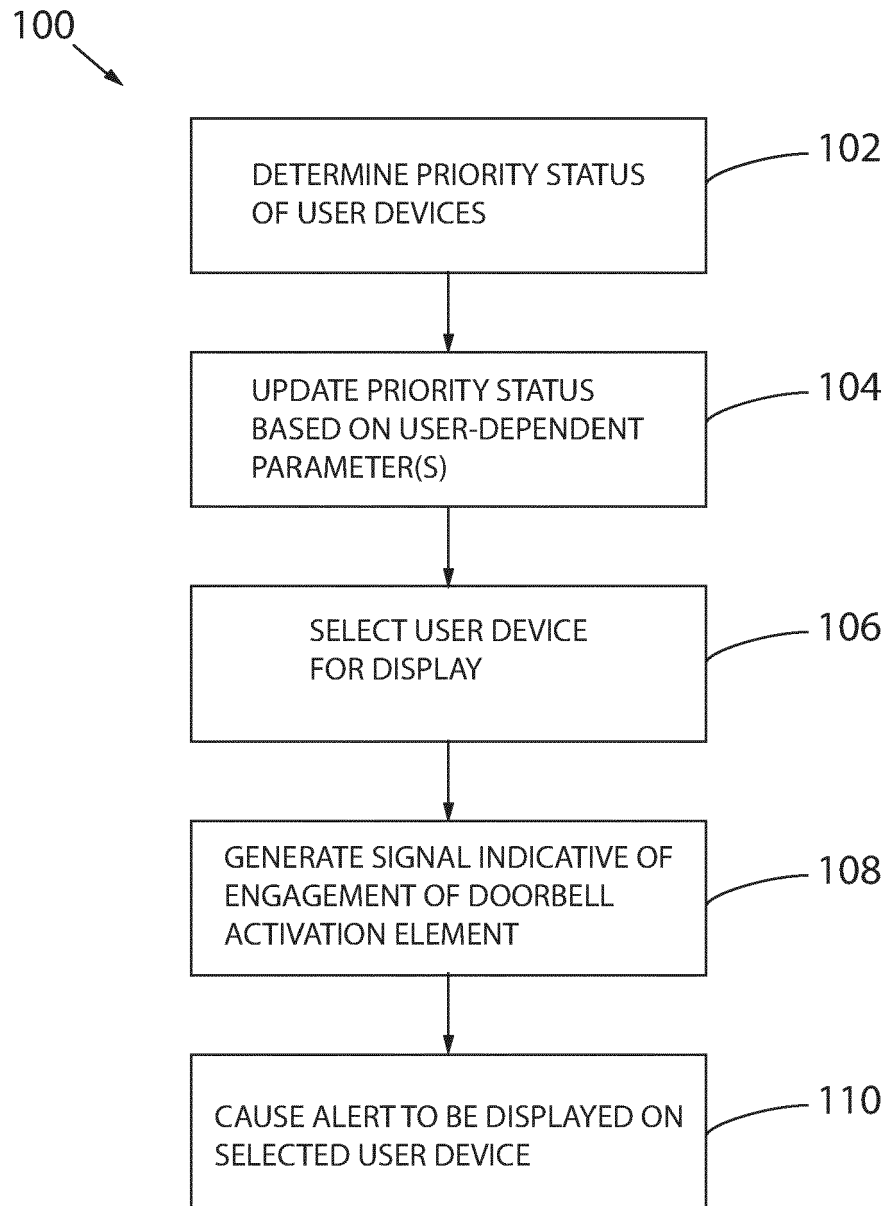 100
DETERMINE PRIORITY STATUS
OF USER DEVICES
102
UPDATE PRIORITY STATUS
BASED ON USER-DEPENDENT
PARAMETER(S)
104
SELECT USER DEVICE
FOR DISPLAY
106
GENERATE SIGNAL INDICATIVE OF
ENGAGEMENT OF DOORBELL
ACTIVATION ELEMENT
108
CAUSE ALERT TO BE DISPLAYED ON
SELECTED USER DEVICE
110